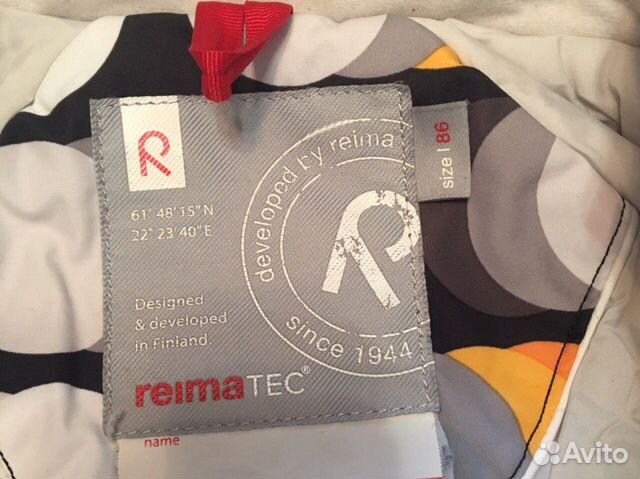 developed by reima
since 1944
R
61° 48' 15" N
22° 23' 40" E
Designed
& developed
in Finland.
reimaTEC®
name
size | 86
Avito